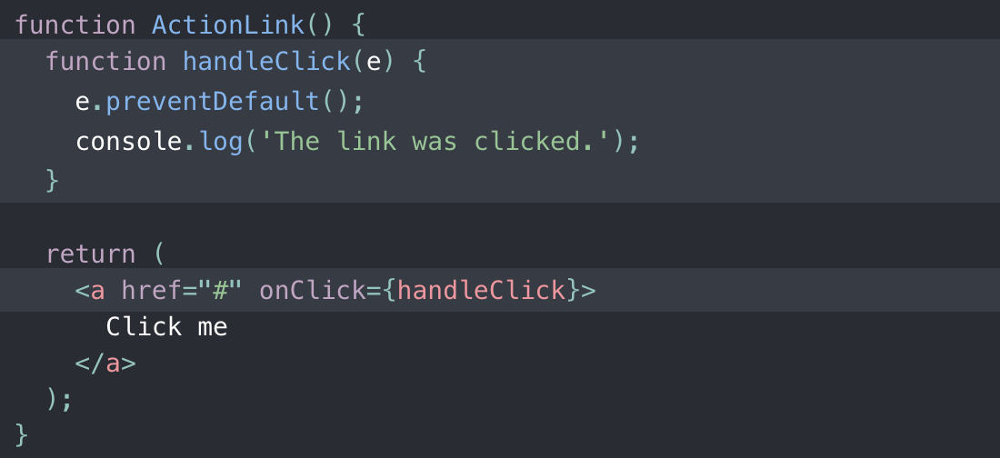 function ActionLink() {
  function handleClick(e) {
    e.preventDefault();
    console.log('The link was clicked.');
  }

  return (
    <a href="#" onClick={handleClick}>
      Click me
    </a>
  );
}